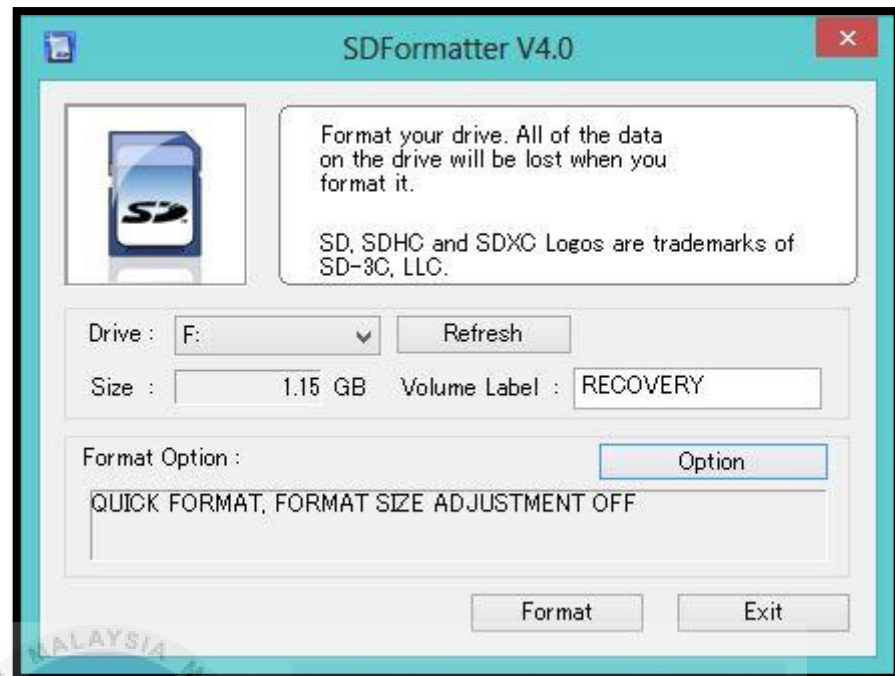 SDFormatter V4.0
Format your drive. All of the data
on the drive will be lost when you
format it.
SD, SDHC and SDXC Logos are trademarks of
SD-3C, LLC.
SD
Drive : F: Refresh
Size : 1.15 GB Volume Label : RECOVERY
Format Option : Option
QUICK FORMAT, FORMAT SIZE ADJUSTMENT OFF
Format Exit
MALAYSIA